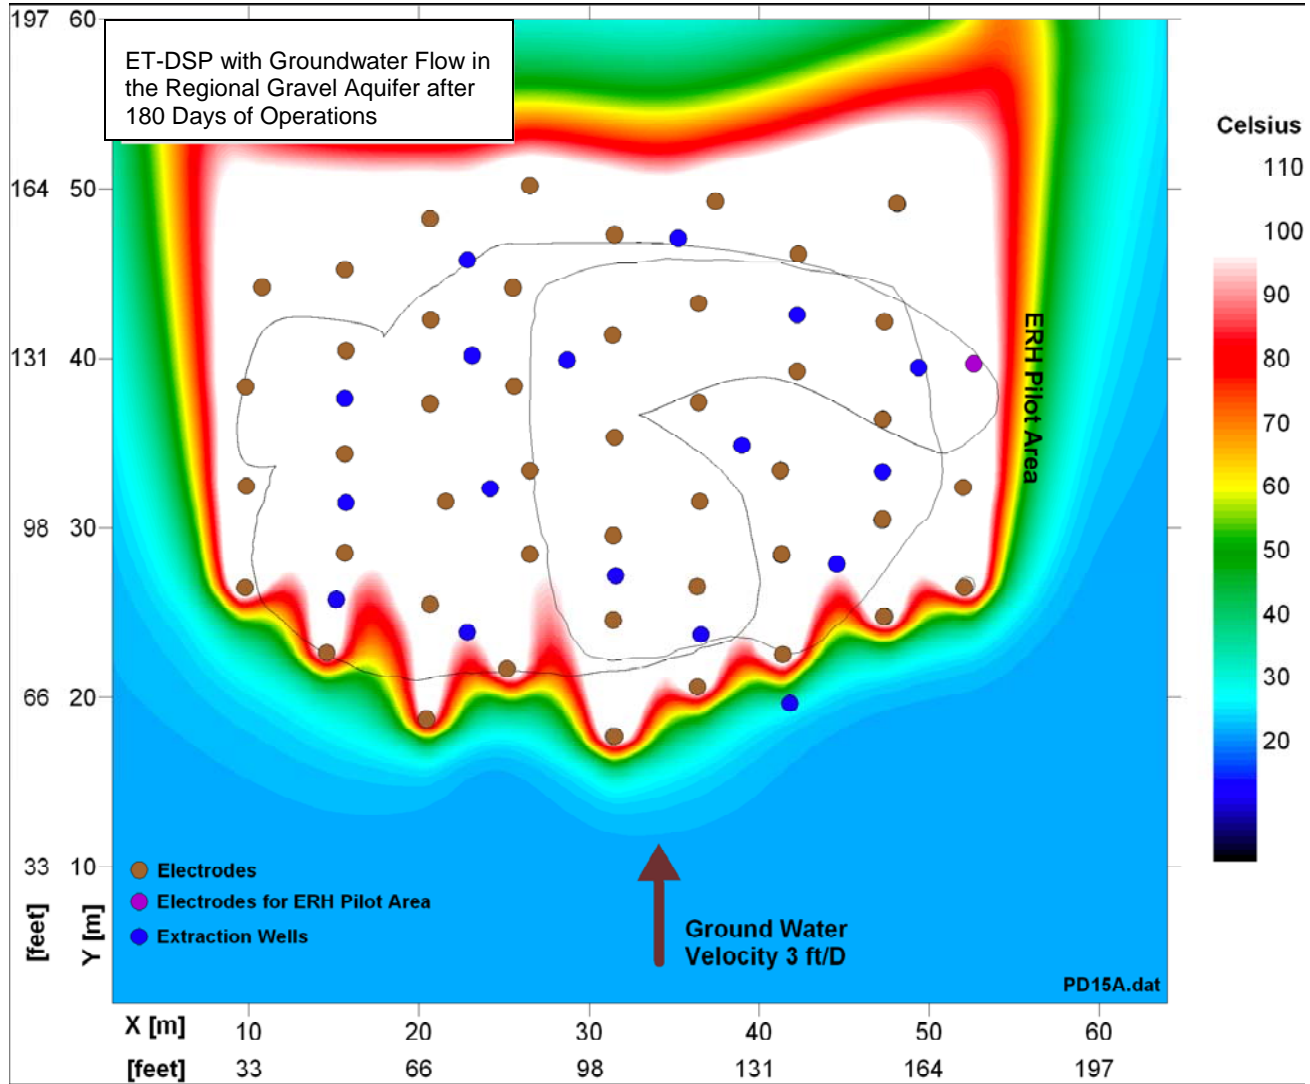 ET-DSP with Groundwater Flow in
the Regional Gravel Aquifer after
180 Days of Operations
197 60
164 50
131 40
98 30
66 20
33 10
[feet] Y [m]
Celsius
110
100
90
80
70
60
50
40
30
20
ERH Pilot Area
Electrodes
Electrodes for ERH Pilot Area
Extraction Wells
Ground Water
Velocity 3 ft/D
PD15A.dat
X [m] 10 20 30 40 50 60
[feet] 33 66 98 131 164 197